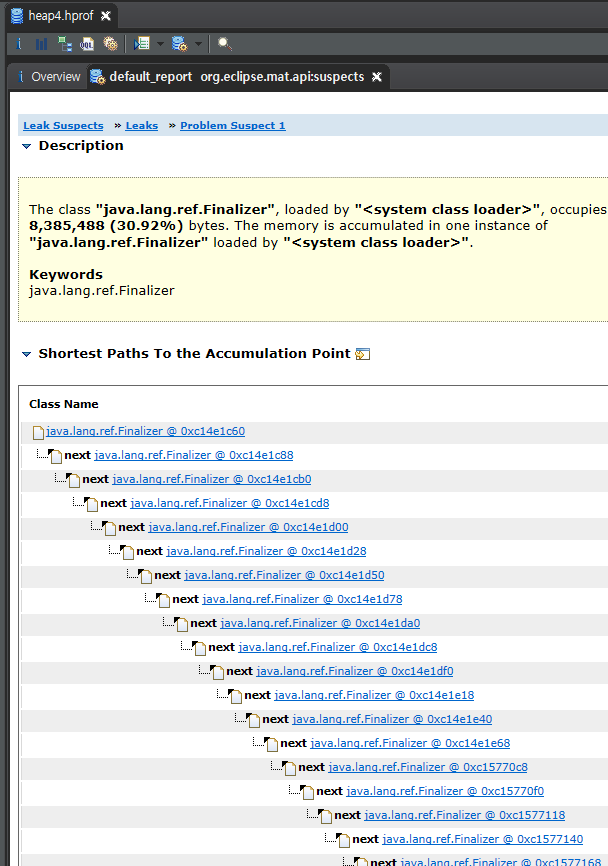 heap4.hprof
Overview default_report org.eclipse.mat.api:suspects
Leak Suspects » Leaks » Problem Suspect 1
Description
The class "java.lang.ref.Finalizer", loaded by "<system class loader>", occupies
8,385,488 (30.92%) bytes. The memory is accumulated in one instance of
"java.lang.ref.Finalizer" loaded by "<system class loader>".
Keywords
java.lang.ref.Finalizer
Shortest Paths To the Accumulation Point
Class Name
java.lang.ref.Finalizer @ 0xc14e1c60
next java.lang.ref.Finalizer @ 0xc14e1c88
next java.lang.ref.Finalizer @ 0xc14e1cb0
next java.lang.ref.Finalizer @ 0xc14e1cd8
next java.lang.ref.Finalizer @ 0xc14e1d00
next java.lang.ref.Finalizer @ 0xc14e1d28
next java.lang.ref.Finalizer @ 0xc14e1d50
next java.lang.ref.Finalizer @ 0xc14e1d78
next java.lang.ref.Finalizer @ 0xc14e1da0
next java.lang.ref.Finalizer @ 0xc14e1dc8
next java.lang.ref.Finalizer @ 0xc14e1df0
next java.lang.ref.Finalizer @ 0xc14e1e18
next java.lang.ref.Finalizer @ 0xc14e1e40
next java.lang.ref.Finalizer @ 0xc14e1e68
next java.lang.ref.Finalizer @ 0xc15770c8
next java.lang.ref.Finalizer @ 0xc15770f0
next java.lang.ref.Finalizer @ 0xc1577118
next java.lang.ref.Finalizer @ 0xc1577140
next java.lang.ref.Finalizer @ 0xc1577168